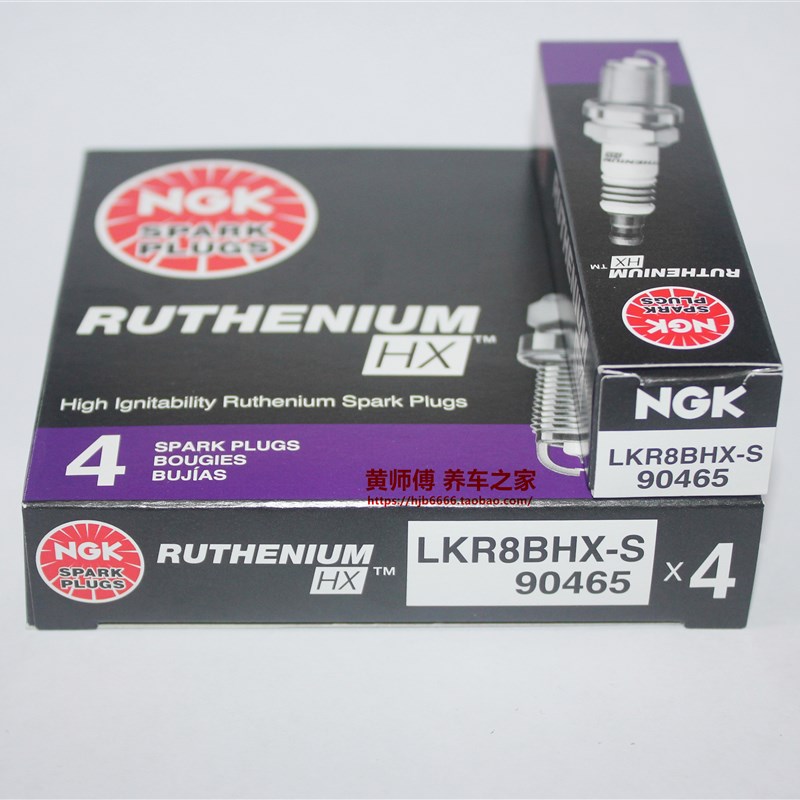 NGK
SPARK
PLUGS
RUTHENIUM
HX™
High Ignitability Ruthenium Spark Plugs
4
SPARK PLUGS
BOUGIES
BUJÍAS
黄师傅 养车之家
https://hjb6666.taobao.com/
NGK
SPARK
PLUGS
RUTHENIUM
HX™
LKR8BHX-S
90465
x4
RUTHENIUM
RUTHENIUM
HX™
NGK
SPARK
PLUGS
NGK
LKR8BHX-S
90465